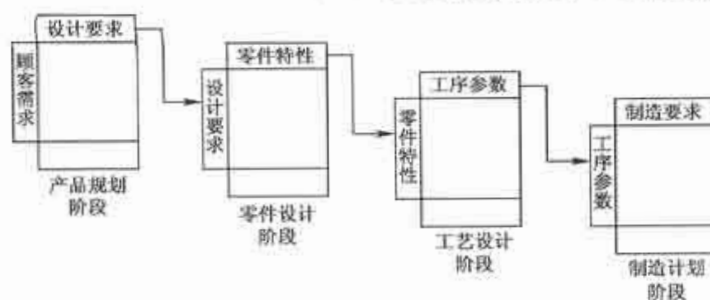 设计要求
顾客需求
产品规划
阶段
零件特性
设计要求
零件设计
阶段
工序参数
零件特性
工艺设计
阶段
制造要求
工序参数
制造计划
阶段